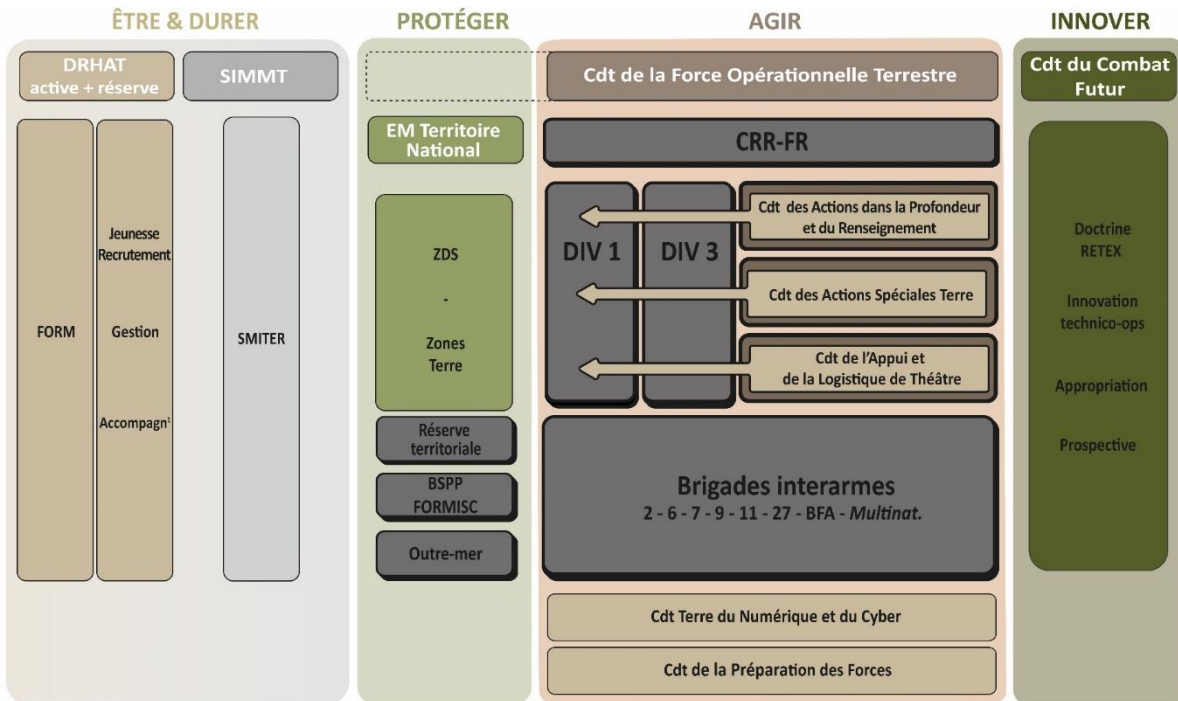 ÊTRE & DURER
DRHAT
active + réserve
SIMMT
FORM
Jeunesse
Recrutement
Gestion
Accompagnᵗ
SMITER
PROTÉGER
EM Territoire
National
ZDS
-
Zones
Terre
Réserve
territoriale
BSPP
FORMISC
Outre-mer
AGIR
Cdt de la Force Opérationnelle Terrestre
CRR-FR
DIV 1
DIV 3
Cdt des Actions dans la Profondeur
et du Renseignement
Cdt des Actions Spéciales Terre
Cdt de l'Appui et
de la Logistique de Théâtre
Brigades interarmes
2 - 6 - 7 - 9 - 11 - 27 - BFA - Multinat.
Cdt Terre du Numérique et du Cyber
Cdt de la Préparation des Forces
INNOVER
Cdt du Combat
Futur
Doctrine
RETEX
Innovation
technico-ops
Appropriation
Prospective